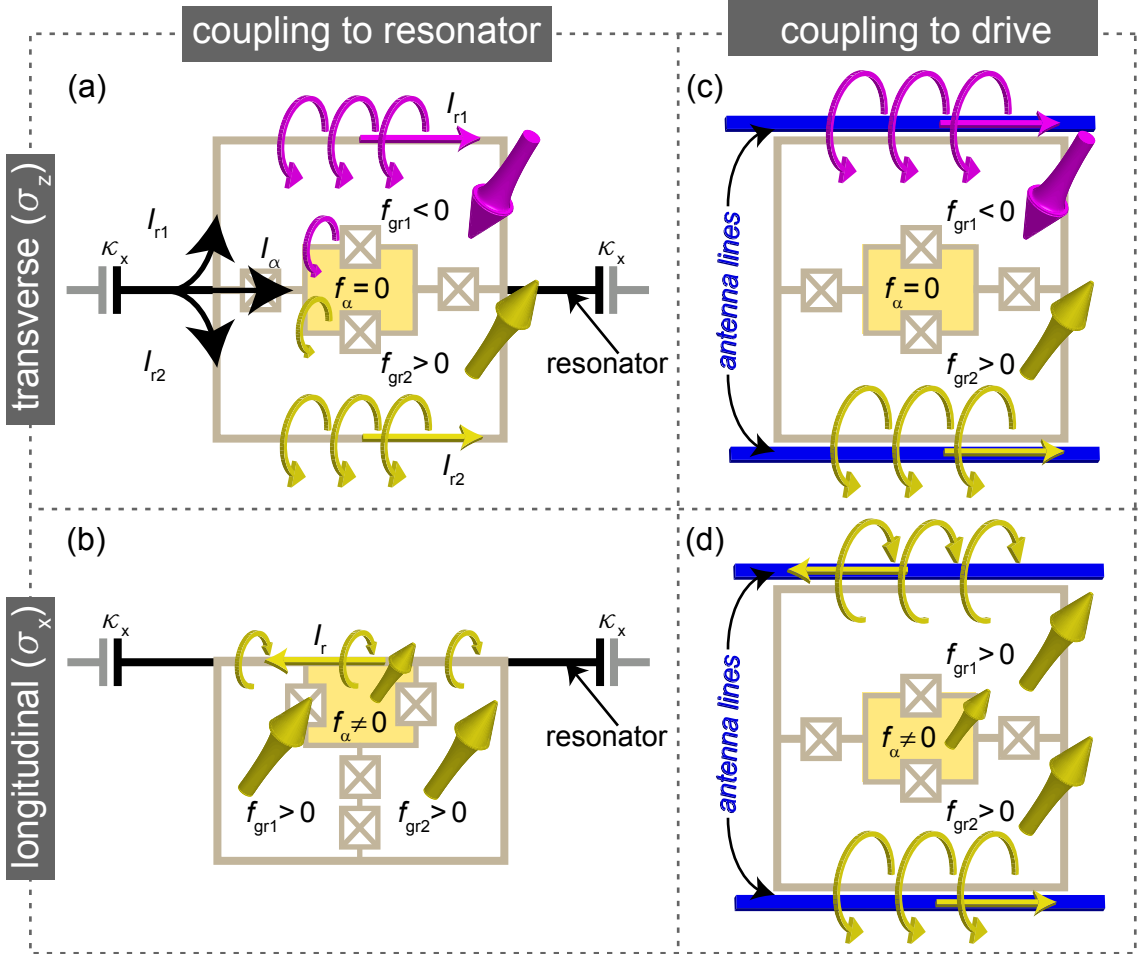 coupling to resonator
coupling to drive
transverse (σz)
longitudinal (σx)
(a)
Ir1
fgr1<0
κx
Ir1
Iα
fα=0
κx
Ir2
fgr2>0
resonator
Ir2
(c)
fgr1<0
antenna lines
fα=0
fgr2>0
(b)
κx
Ir
κx
fα≠0
resonator
fgr1>0
fgr2>0
(d)
fgr1>0
antenna lines
fα≠0
fgr2>0